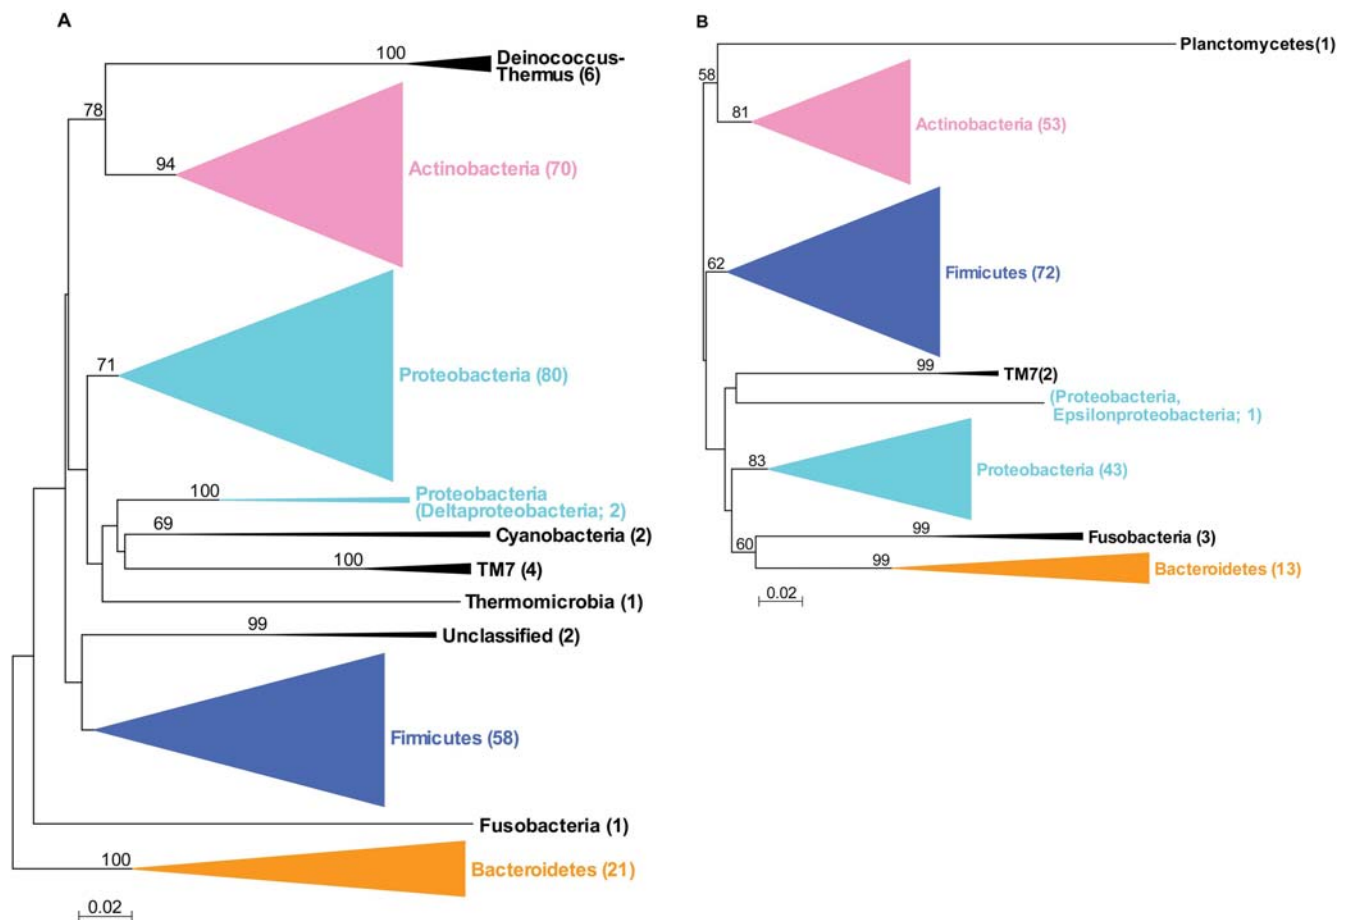 A
100
Deinococcus-
Thermus (6)
78
94
Actinobacteria (70)
71
Proteobacteria (80)
100
Proteobacteria
(Deltaproteobacteria; 2)
69
Cyanobacteria (2)
100
TM7 (4)
Thermomicrobia (1)
99
Unclassified (2)
Firmicutes (58)
Fusobacteria (1)
100
Bacteroidetes (21)
0.02
B
Planctomycetes(1)
58
81
Actinobacteria (53)
62
Firmicutes (72)
99
TM7(2)
(Proteobacteria,
Epsilonproteobacteria; 1)
83
Proteobacteria (43)
99
Fusobacteria (3)
60
99
Bacteroidetes (13)
0.02